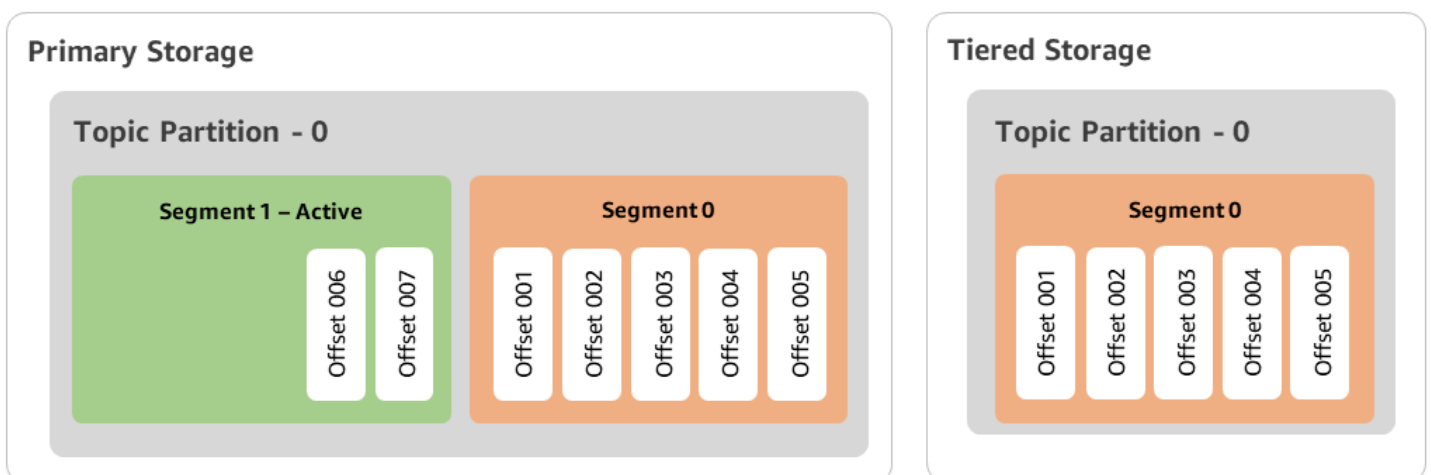 Primary Storage
Topic Partition - 0
Segment 1 – Active
Offset 006
Offset 007
Segment 0
Offset 001
Offset 002
Offset 003
Offset 004
Offset 005
Tiered Storage
Topic Partition - 0
Segment 0
Offset 001
Offset 002
Offset 003
Offset 004
Offset 005